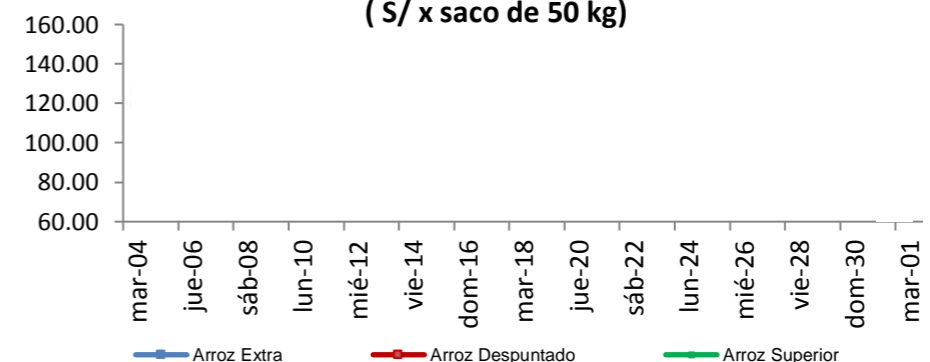 ( S/ x saco de 50 kg)
160.00
140.00
120.00
100.00
80.00
60.00
mar-04
jue-06
sáb-08
lun-10
mié-12
vie-14
dom-16
mar-18
jue-20
sáb-22
lun-24
mié-26
vie-28
dom-30
mar-01
Arroz Extra
Arroz Despuntado
Arroz Superior